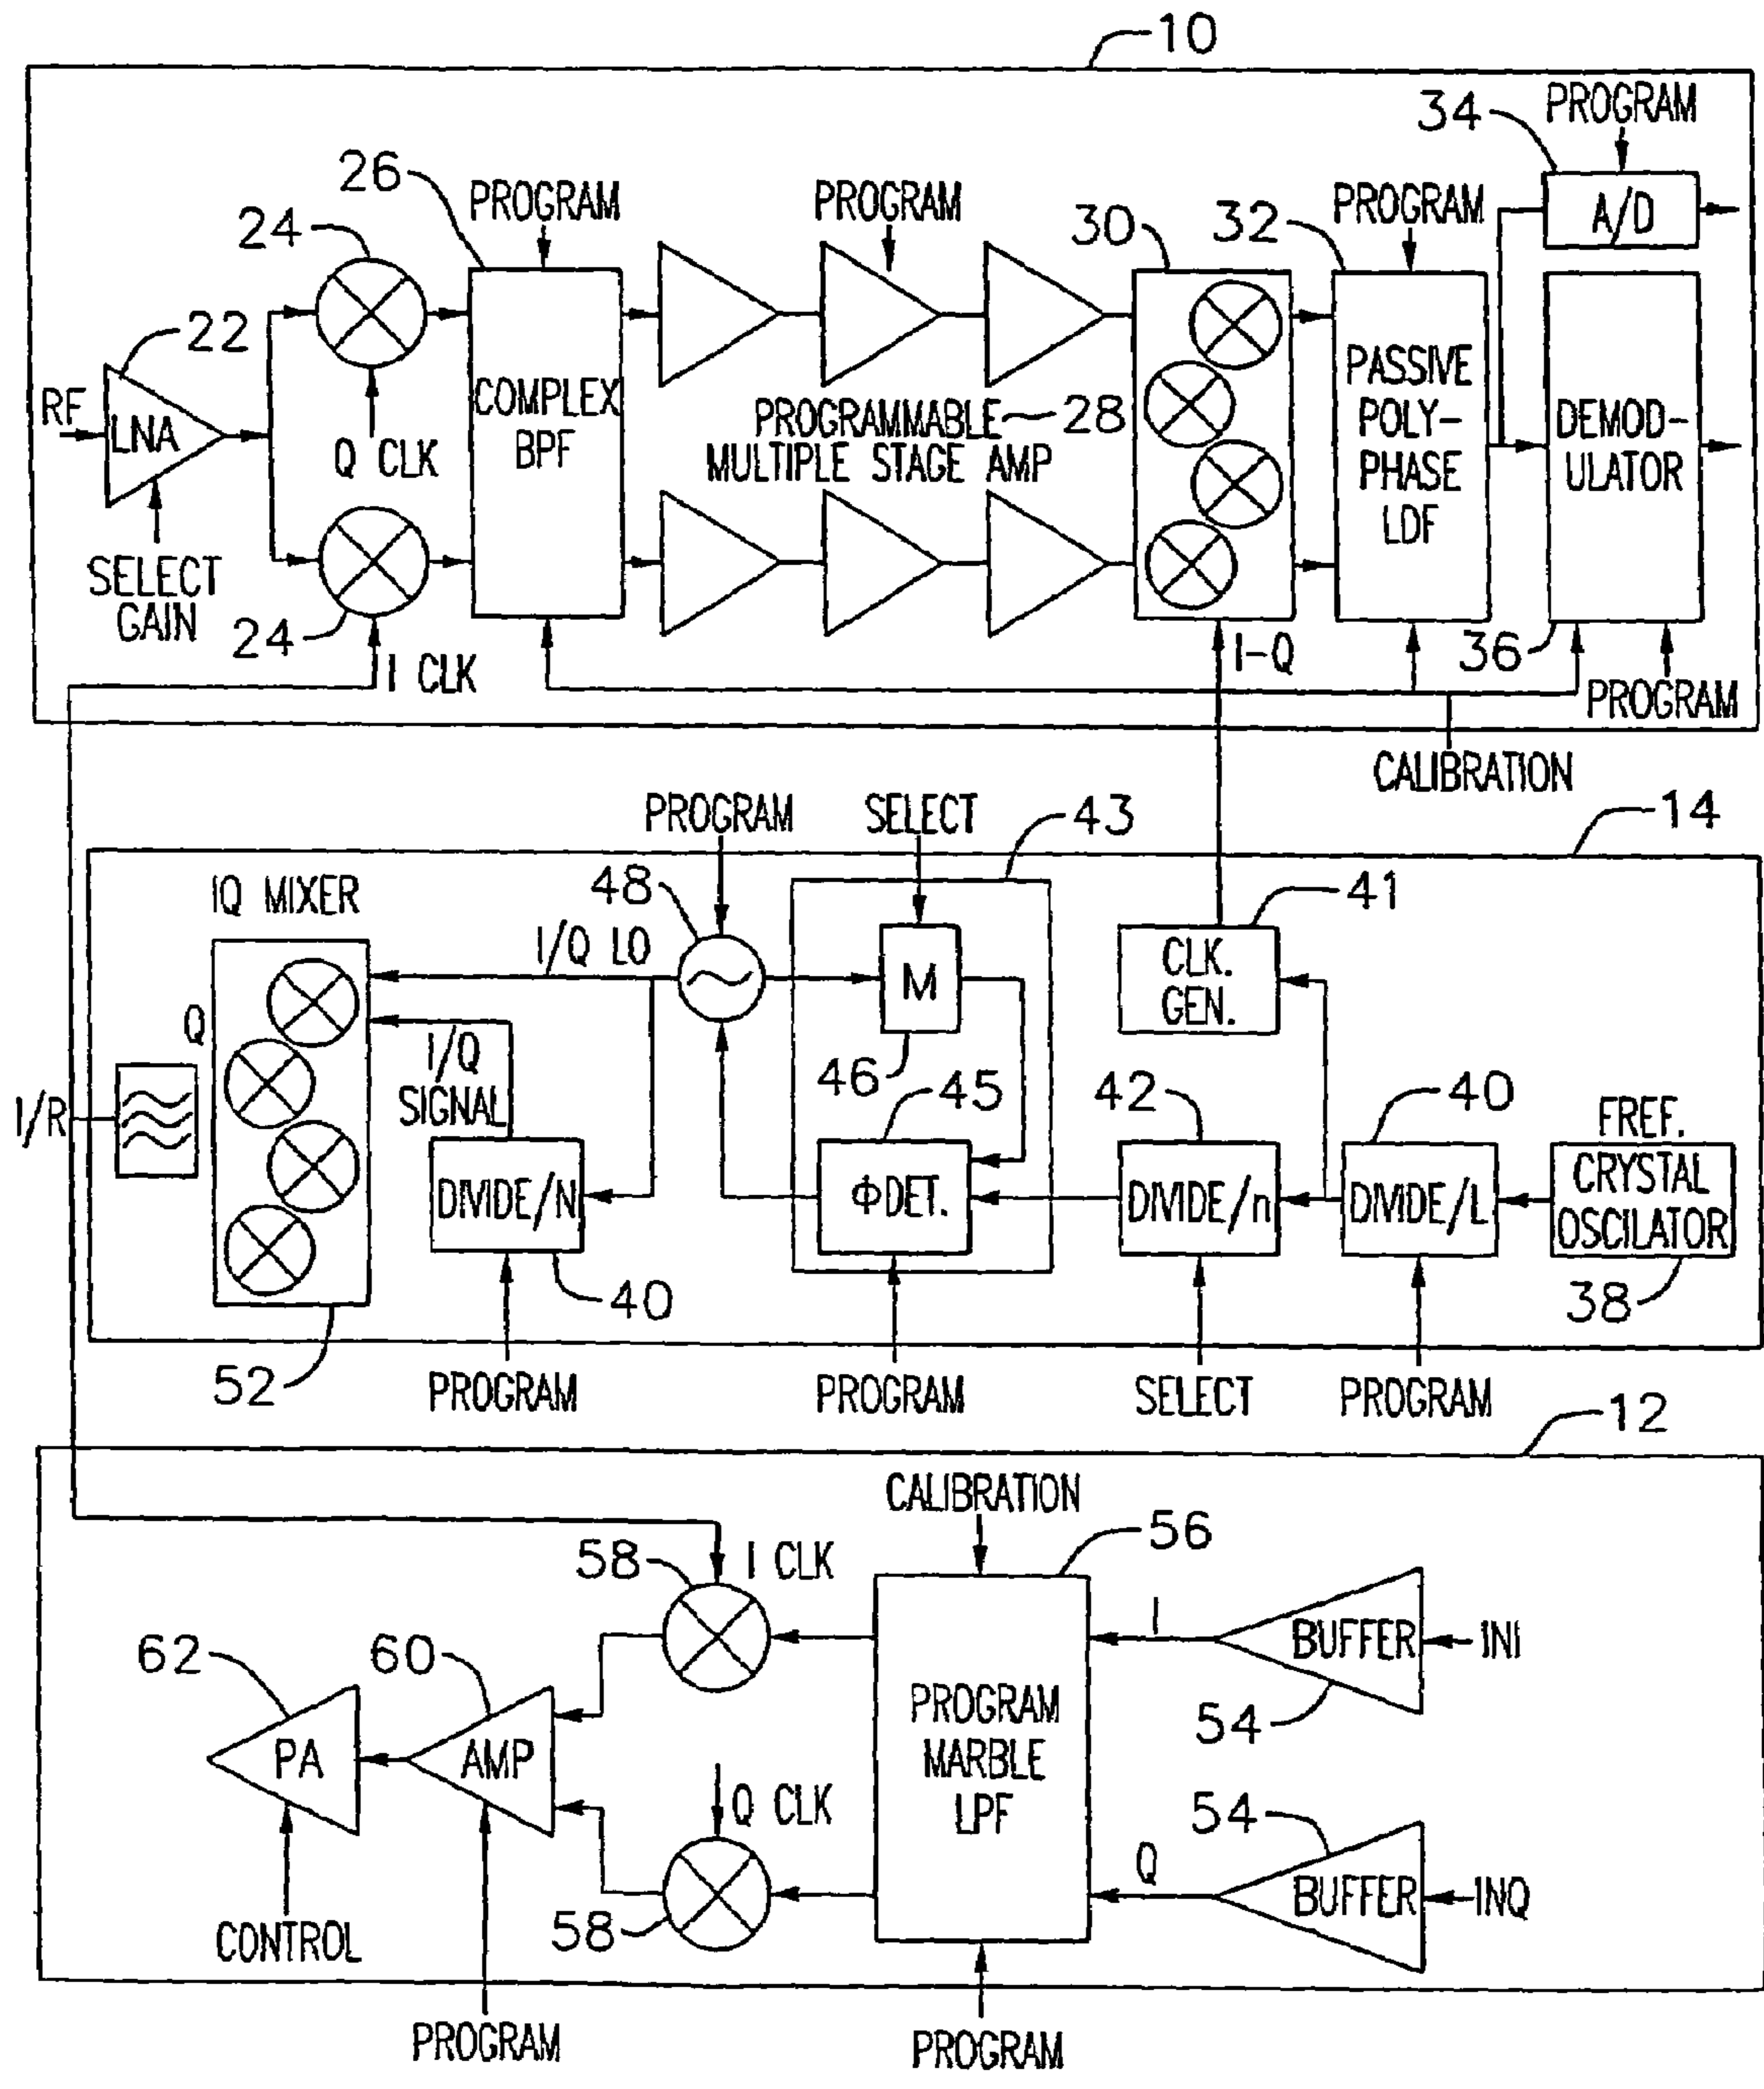 10
PROGRAM
34
A/D
26
PROGRAM
PROGRAM
PROGRAM
24
30
32
22
RF
LNA
Q CLK
COMPLEX
BPF
PROGRAMMABLE 28
MULTIPLE STAGE AMP
PASSIVE
POLY-
PHASE
LDF
DEMOD-
ULATOR
SELECT
GAIN
24
I CLK
I-Q
36
PROGRAM
CALIBRATION
PROGRAM
SELECT
43
14
IQ MIXER
48
41
I/Q LO
M
CLK.
GEN.
Q
I/Q
SIGNAL
46
45
42
40
FREF.
I/R
DIVIDE/N
ΦDET.
DIVIDE/n
DIVIDE/L
CRYSTAL
OSCILATOR
40
38
52
PROGRAM
PROGRAM
SELECT
PROGRAM
12
CALIBRATION
58
I CLK
56
I
BUFFER
INI
62
60
54
PA
AMP
PROGRAM
MARBLE
LPF
Q CLK
54
Q
BUFFER
INQ
58
CONTROL
PROGRAM
PROGRAM